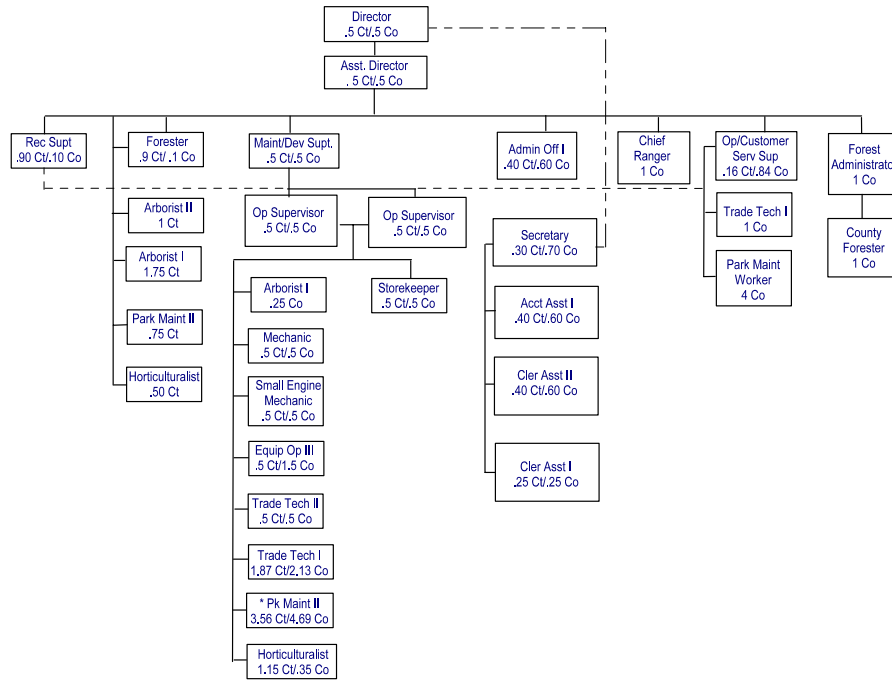 Director
.5 Ct/.5 Co
Asst. Director
. 5 Ct/.5 Co
Rec Supt
.90 Ct/.10 Co
Forester
.9 Ct/ .1 Co
Maint/Dev Supt.
.5 Ct/.5 Co
Admin Off I
.40 Ct/.60 Co
Chief
Ranger
1 Co
Op/Customer
Serv Sup
.16 Ct/.84 Co
Forest
Administrato
1 Co
Arborist II
1 Ct
Arborist I
1.75 Ct
Park Maint II
.75 Ct
Horticulturalist
.50 Ct
Op Supervisor
.5 Ct/.5 Co
Op Supervisor
.5 Ct/.5 Co
Arborist I
.25 Co
Storekeeper
.5 Ct/.5 Co
Mechanic
.5 Ct/.5 Co
Small Engine
Mechanic
.5 Ct/.5 Co
Equip Op III
.5 Ct/1.5 Co
Trade Tech II
.5 Ct/.5 Co
Trade Tech I
1.87 Ct/2.13 Co
* Pk Maint II
3.56 Ct/4.69 Co
Horticulturalist
1.15 Ct/.35 Co
Secretary
.30 Ct/.70 Co
Acct Asst I
.40 Ct/.60 Co
Cler Asst II
.40 Ct/.60 Co
Cler Asst I
.25 Ct/.25 Co
Trade Tech I
1 Co
Park Maint
Worker
4 Co
County
Forester
1 Co